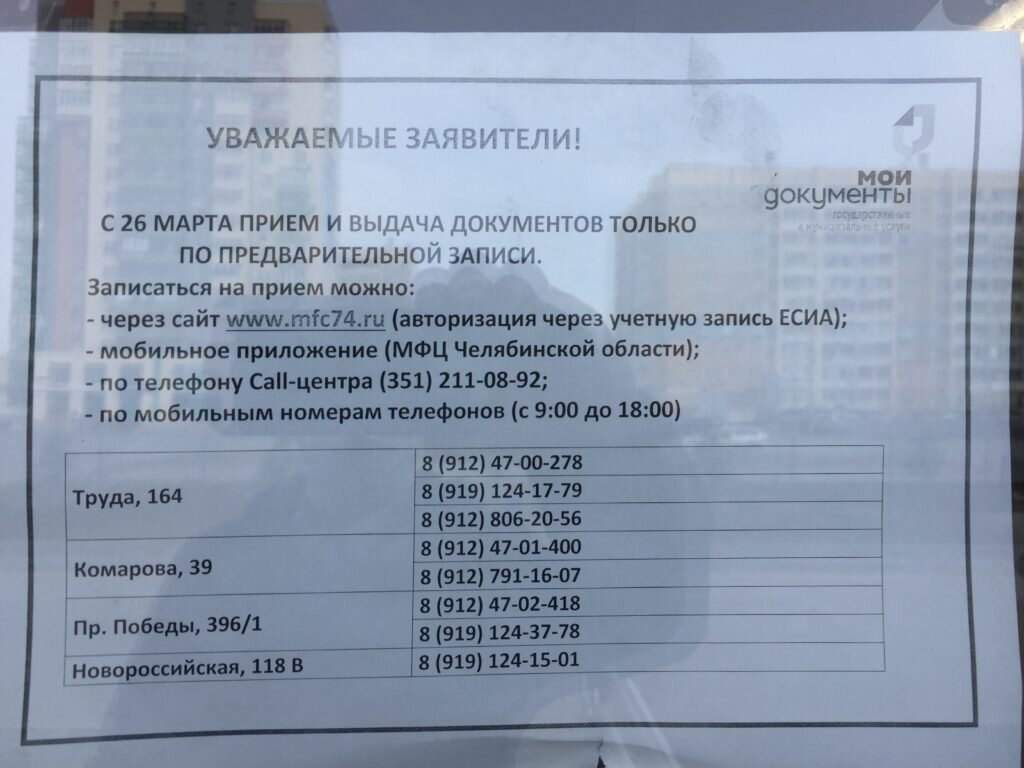 УВАЖАЕМЫЕ ЗАЯВИТЕЛИ!
мои
документы
государственные
и муниципальные услуги
С 26 МАРТА ПРИЕМ И ВЫДАЧА ДОКУМЕНТОВ ТОЛЬКО
ПО ПРЕДВАРИТЕЛЬНОЙ ЗАПИСИ.
Записаться на прием можно:
- через сайт www.mfc74.ru (авторизация через учетную запись ЕСИА);
- мобильное приложение (МФЦ Челябинской области);
- по телефону Call-центра (351) 211-08-92;
- по мобильным номерам телефонов (с 9:00 до 18:00)
Труда, 164
8 (912) 47-00-278
8 (919) 124-17-79
8 (912) 806-20-56
Комарова, 39
8 (912) 47-01-400
8 (912) 791-16-07
Пр. Победы, 396/1
8 (912) 47-02-418
8 (919) 124-37-78
Новороссийская, 118 В
8 (919) 124-15-01